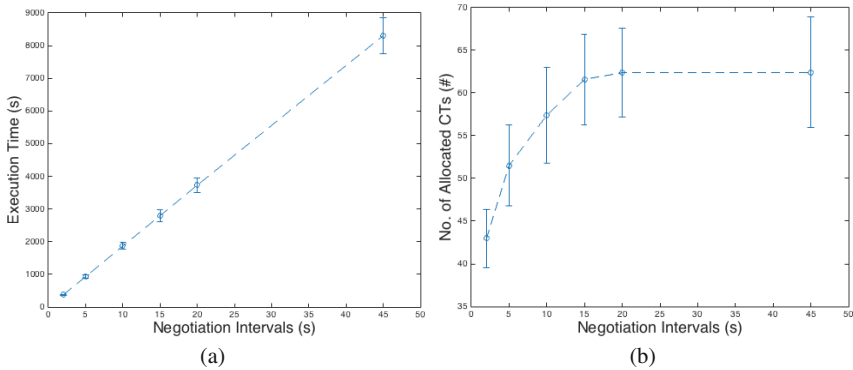 9000
8000
7000
6000
5000
4000
3000
2000
1000
0
Execution Time (s)
0 5 10 15 20 25 30 35 40 45 50
Negotiation Intervals (s)
(a)
70
65
60
55
50
45
40
35
No. of Allocated CTs (#)
0 5 10 15 20 25 30 35 40 45 50
Negotiation Intervals (s)
(b)